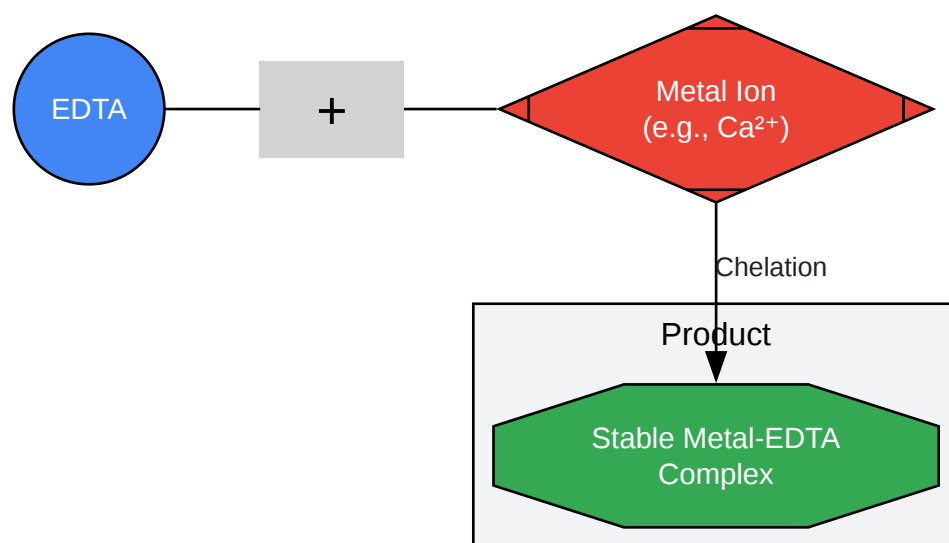 EDTA
+
Metal Ion
(e.g., Ca²⁺)
Chelation
Product
Stable Metal-EDTA
Complex